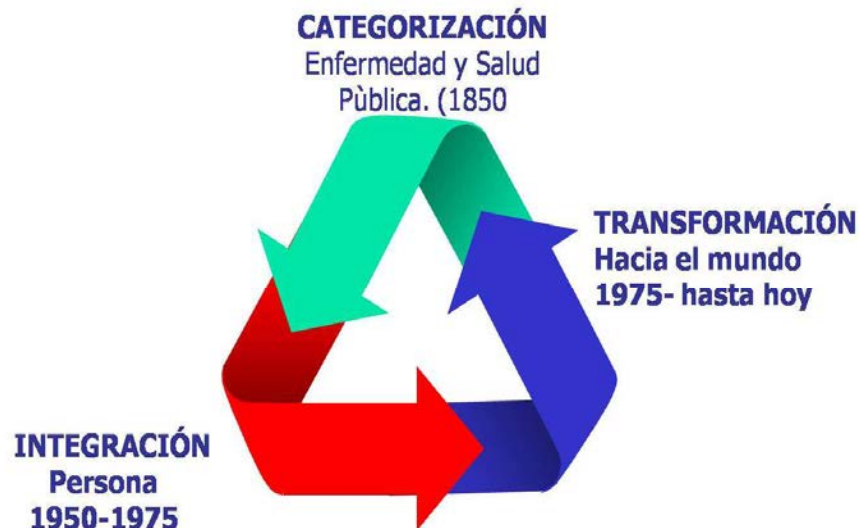 CATEGORIZACIÓN
Enfermedad y Salud
Pùblica. (1850
TRANSFORMACIÓN
Hacia el mundo
1975- hasta hoy
INTEGRACIÓN
Persona
1950-1975